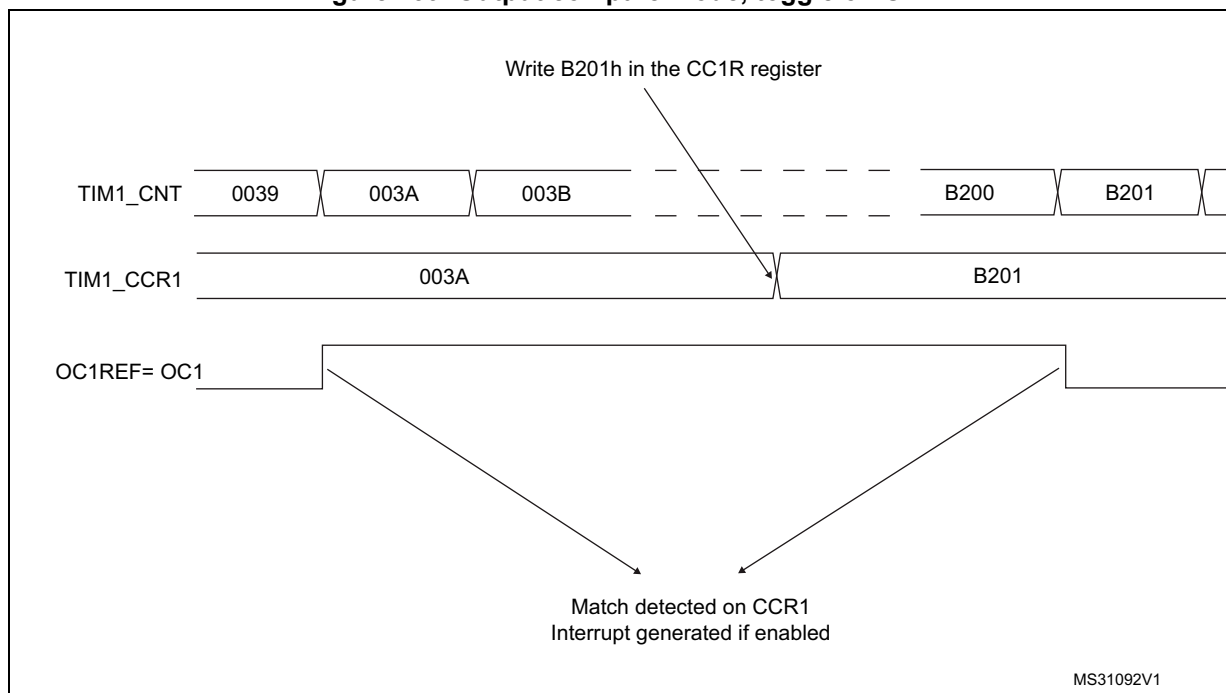 Write B201h in the CC1R register
TIM1_CNT 0039 003A 003B B200 B201
TIM1_CCR1 003A B201
OC1REF= OC1
Match detected on CCR1
Interrupt generated if enabled
MS31092V1